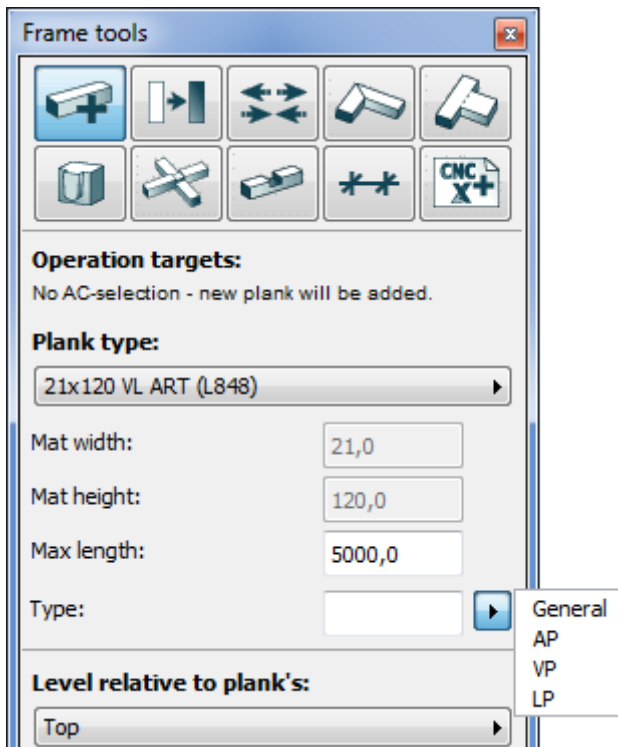 Frame tools
CNC
X+
Operation targets:
No AC-selection - new plank will be added.
Plank type:
21x120 VL ART (L848)
Mat width:
21,0
Mat height:
120,0
Max length:
5000,0
Type:
General
AP
VP
LP
Level relative to plank's:
Top